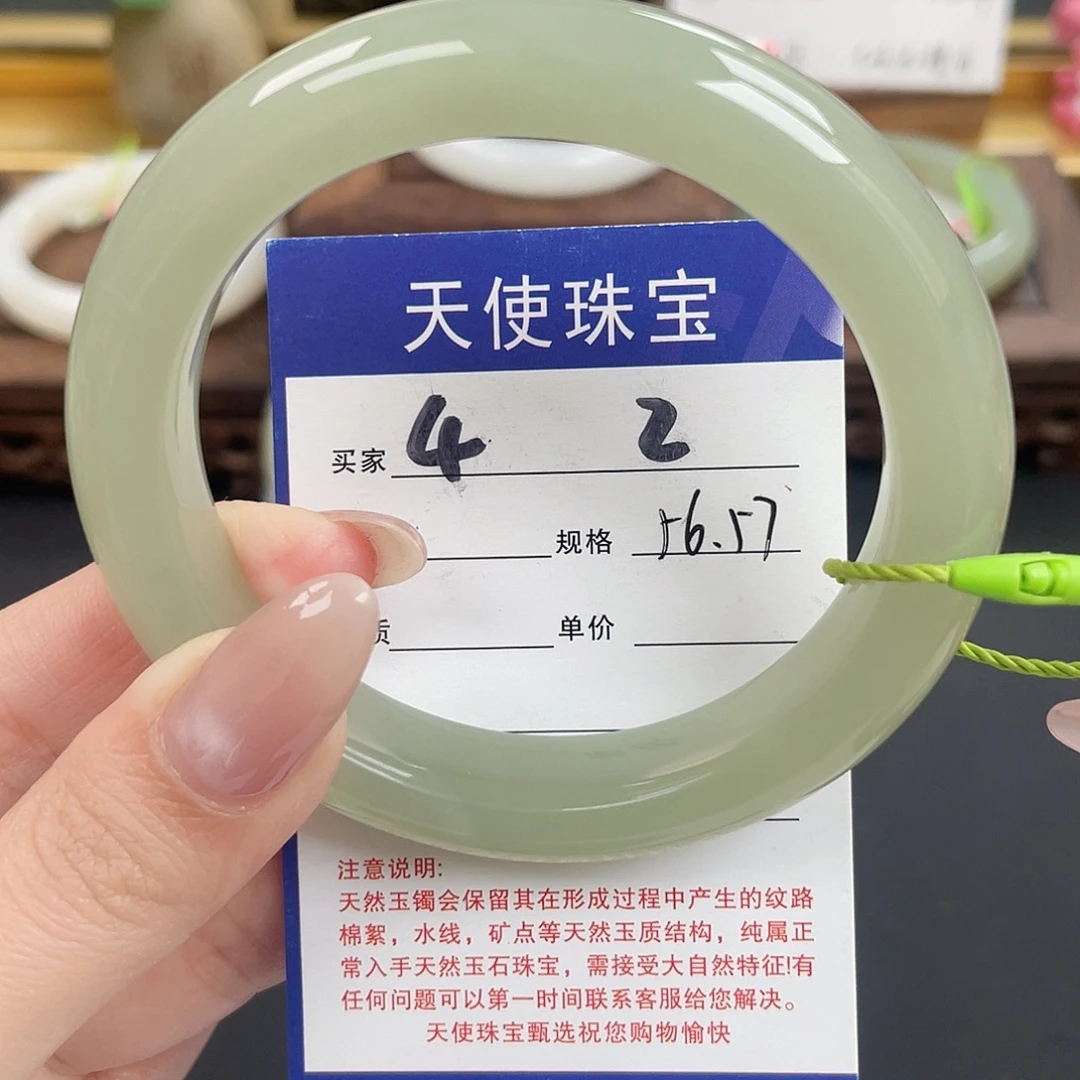 天使珠宝
买家 4 2
规格 56.57
质 单价
注意说明:
天然玉镯会保留其在形成过程中产生的纹路
棉絮，水线，矿点等天然玉质结构，纯属正
常入手天然玉石珠宝，需接受大自然特征!有
任何问题可以第一时间联系客服给您解决。
天使珠宝甄选祝您购物愉快